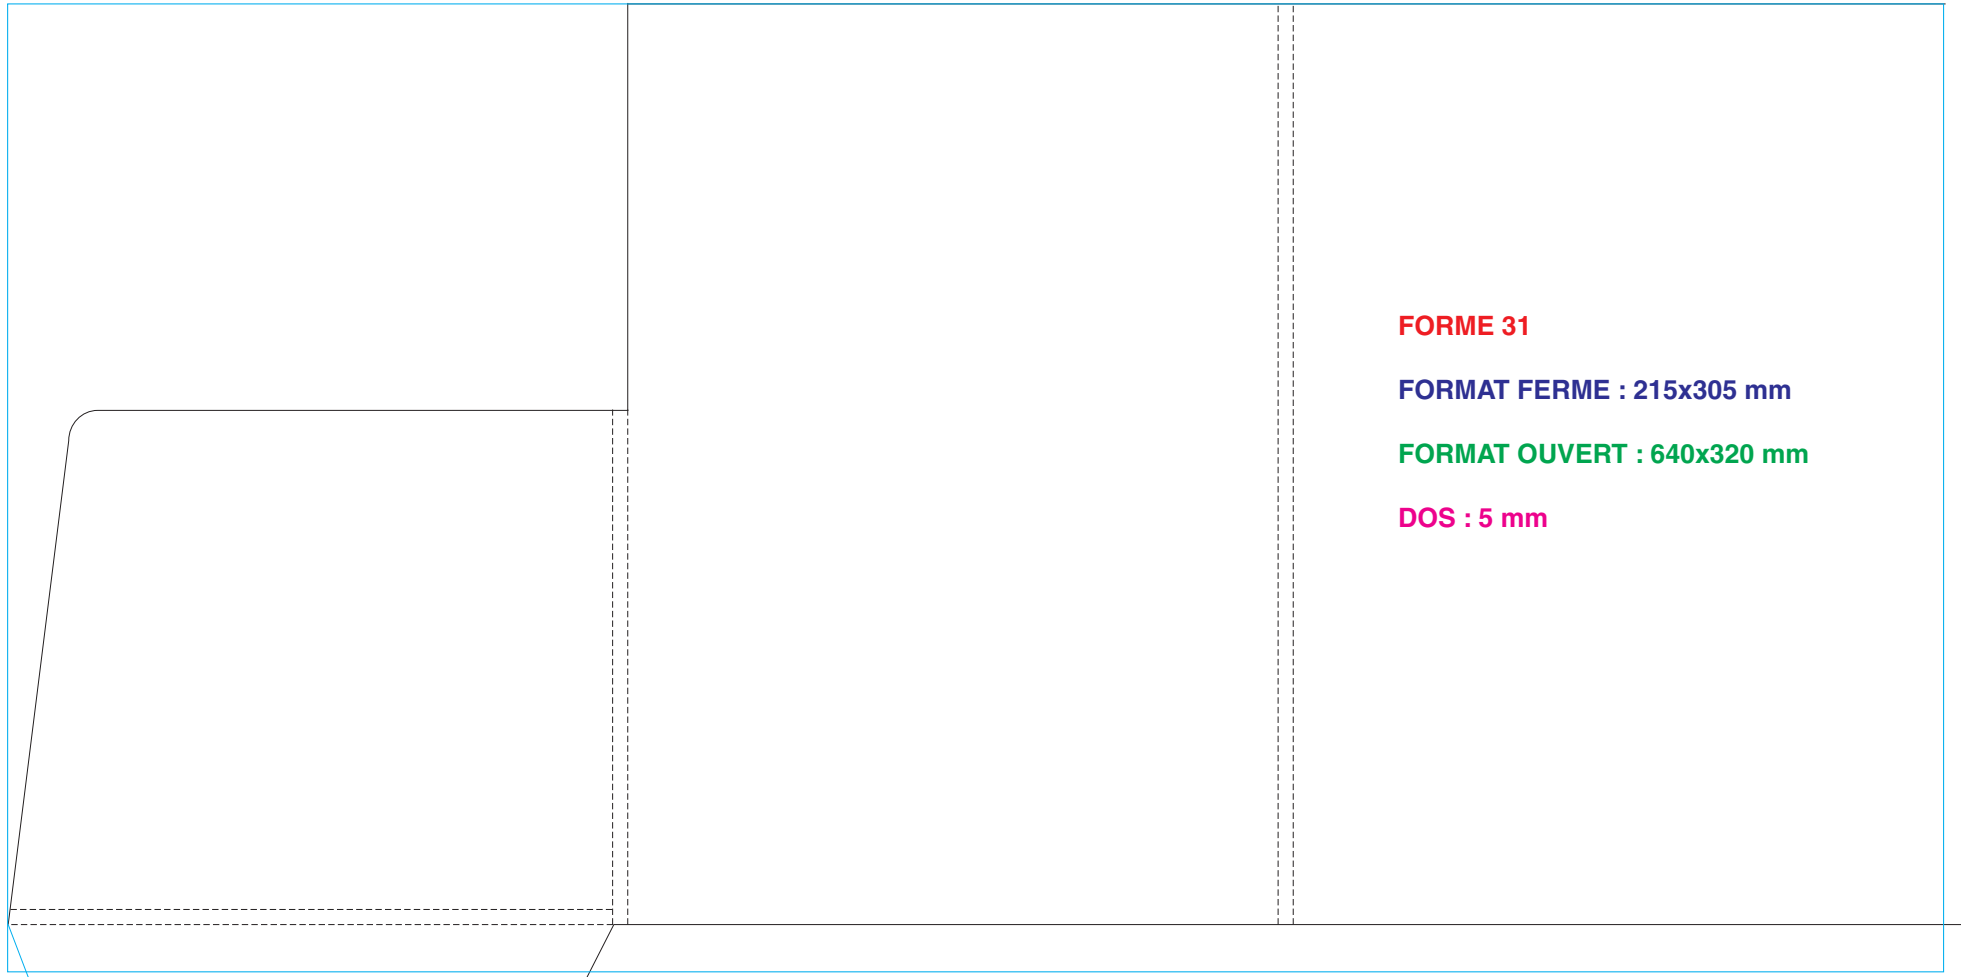 FORME 31
FORMAT FERME : 215x305 mm
FORMAT OUVERT : 640x320 mm
DOS : 5 mm